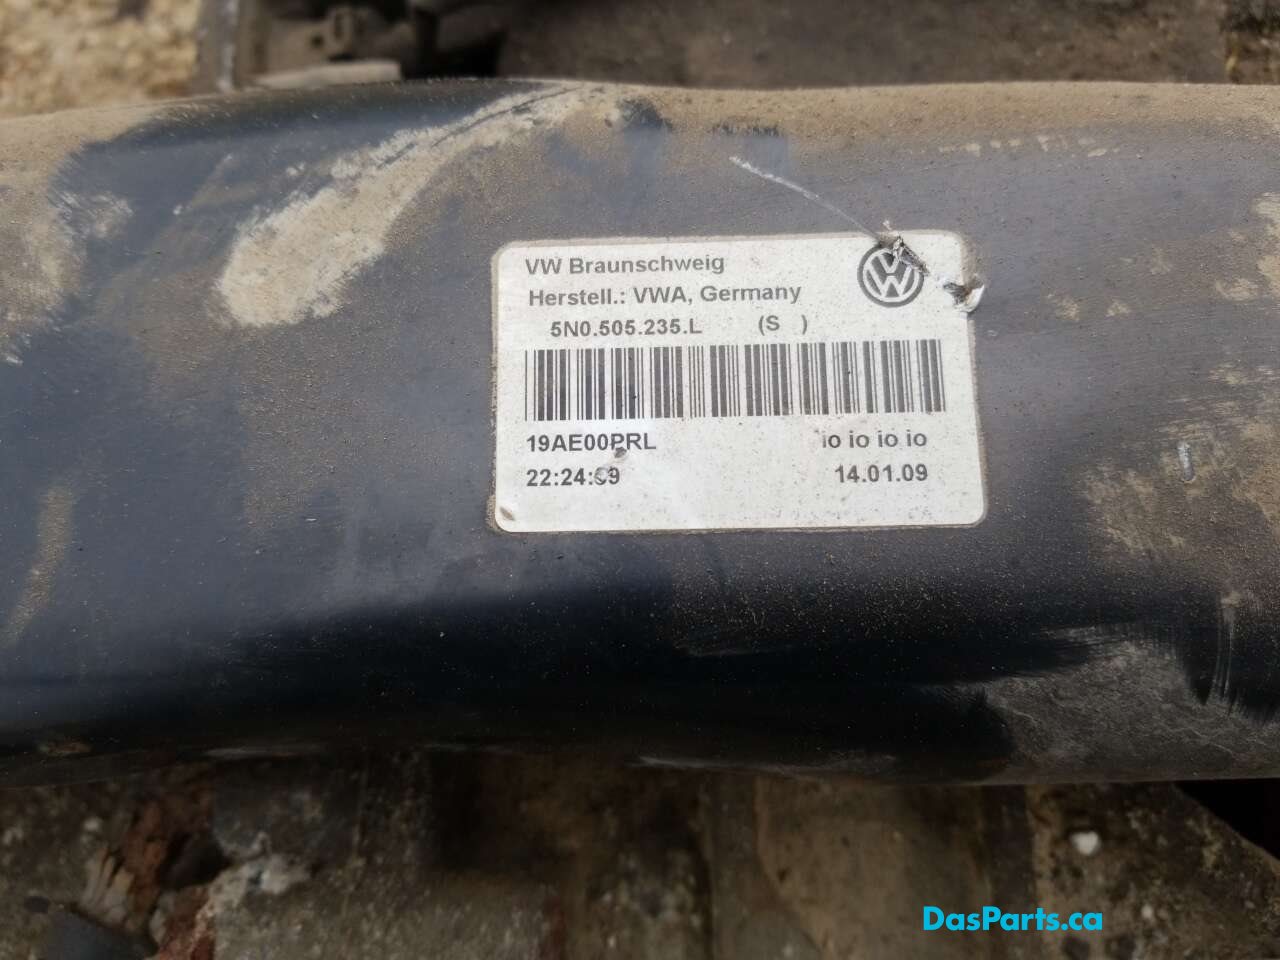 VW Braunschweig
Herstell.: VWA, Germany
5N0.505.235.L (S )
19AE00PRL io io io io
14.01.09
DasParts.ca